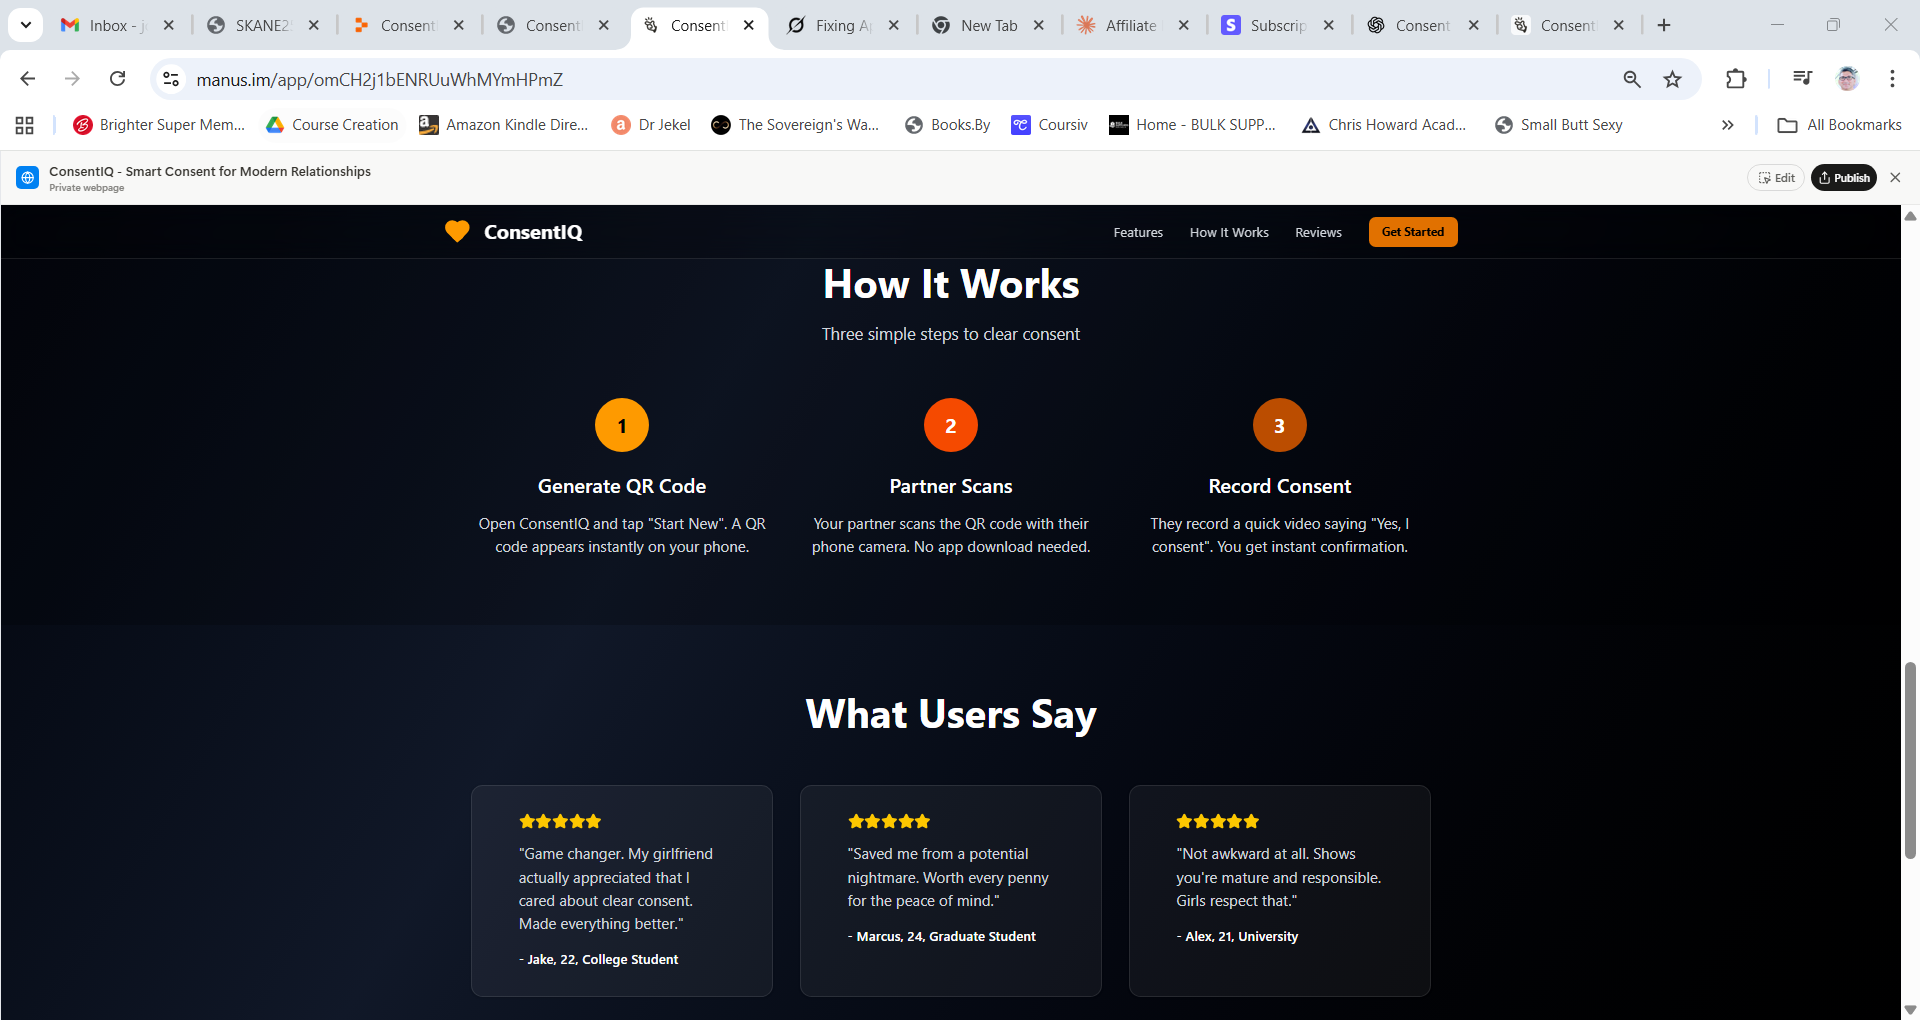 Inbox - j
SKANE2
Consent
Consent
Consent
Fixing A
New Tab
Affiliate
Subscrip
Consent
Consent
manus.im/app/omCH2j1bENRUuWhMYmHPmZ
Brighter Super Mem...
Course Creation
Amazon Kindle Dire...
Dr Jekel
The Sovereign's Wa...
Books.By
Coursiv
Home - BULK SUPP...
Chris Howard Acad...
Small Butt Sexy
All Bookmarks
ConsentIQ - Smart Consent for Modern Relationships
Private webpage
Edit
Publish
ConsentIQ
Features
How It Works
Reviews
Get Started
How It Works
Three simple steps to clear consent
1
Generate QR Code
Open ConsentIQ and tap "Start New". A QR
code appears instantly on your phone.
2
Partner Scans
Your partner scans the QR code with their
phone camera. No app download needed.
3
Record Consent
They record a quick video saying "Yes, I
consent". You get instant confirmation.
What Users Say
"Game changer. My girlfriend
actually appreciated that I
cared about clear consent.
Made everything better."
- Jake, 22, College Student
"Saved me from a potential
nightmare. Worth every penny
for the peace of mind."
- Marcus, 24, Graduate Student
"Not awkward at all. Shows
you're mature and responsible.
Girls respect that."
- Alex, 21, University